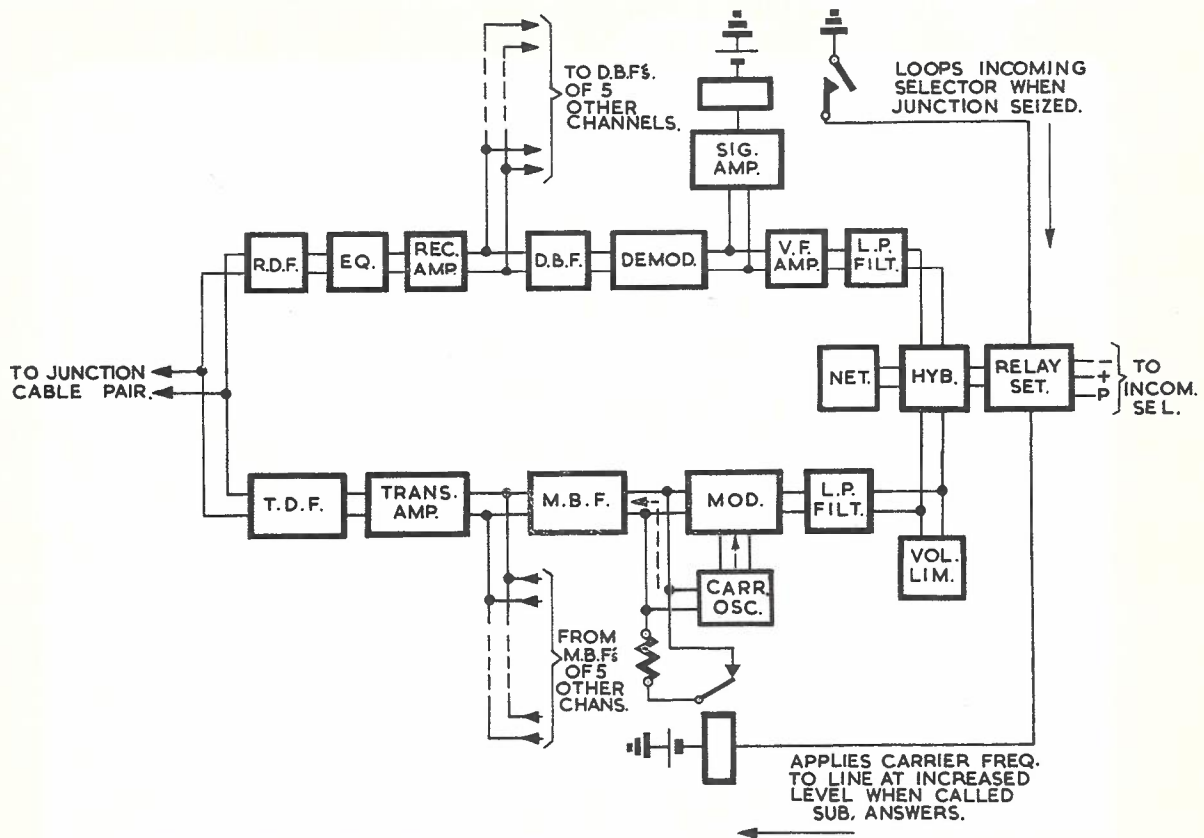 TO D.B.F's.
OF 5
OTHER
CHANNELS.
LOOPS INCOMING
SELECTOR WHEN
JUNCTION SEIZED.
SIG.
AMP.
R.D.F.
EQ.
REC.
AMP.
D.B.F.
DEMOD.
V.F.
AMP.
L.P.
FILT.
TO JUNCTION
CABLE PAIR.
NET.
HYB.
RELAY
SET.
-
+
P
TO
INCOM.
SEL.
T.D.F.
TRANS.
AMP.
M.B.F.
MOD.
L.P.
FILT.
VOL.
LIM.
CARR.
OSC.
FROM
M.B.F's
OF 5
OTHER
CHANS.
APPLIES CARRIER FREQ.
TO LINE AT INCREASED
LEVEL WHEN CALLED
SUB. ANSWERS.